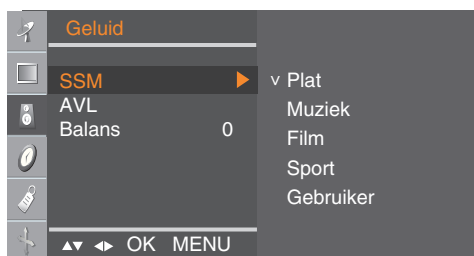 Geluid
SSM
AVL
Balans 0
v Plat
Muziek
Film
Sport
Gebruiker
▲▼ ◀▶ OK MENU